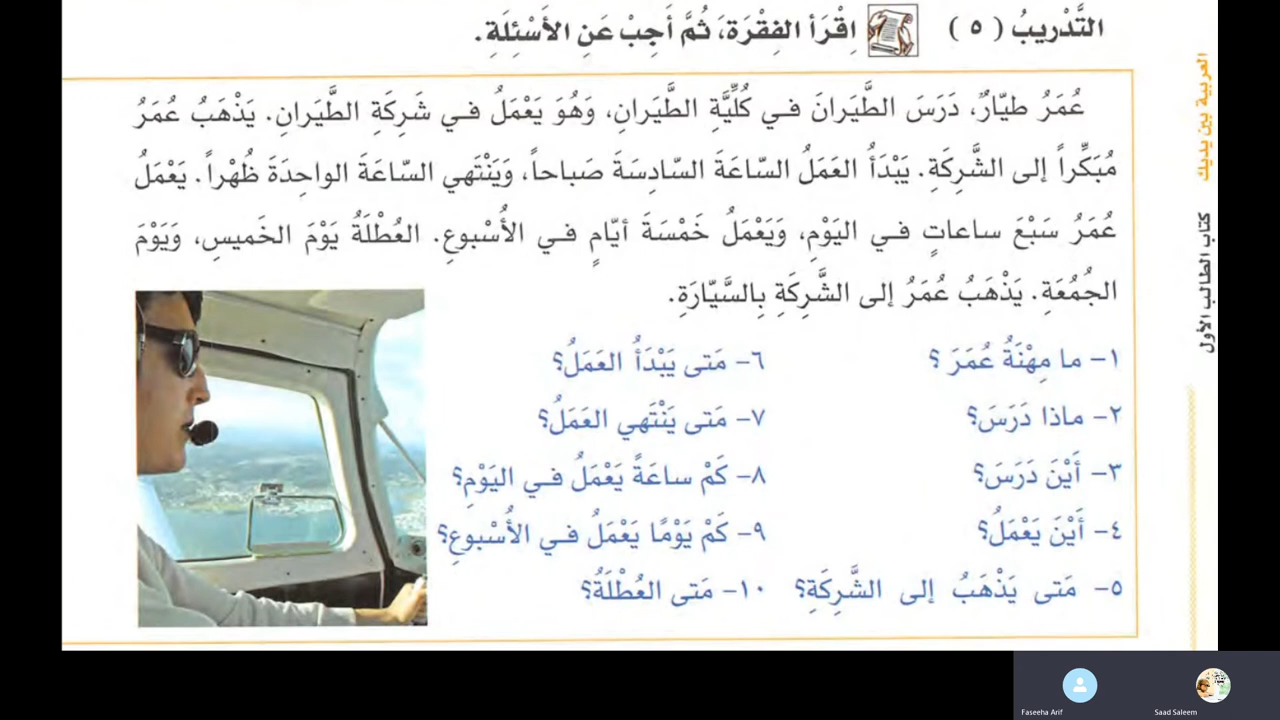 التَّدْرِيبُ ( ٥ ) اِقْرَأ الفِقْرَةَ، ثُمَّ أَجِبْ عَنِ الأَسْئِلَةِ.
عُمَرُ طيّارٌ، دَرَسَ الطَّيَرانَ في كُلِّيَّةِ الطَّيَرانِ، وَهُوَ يَعْمَلُ في شَرِكَةِ الطَّيَرانِ. يَذْهَبُ عُمَرُ
مُبَكِّراً إلى الشَّرِكَةِ. يَبْدَأُ العَمَلُ السّاعَةَ السّادِسَةَ صَباحاً، وَيَنْتَهي السّاعَةَ الواحِدَةَ ظُهْراً. يَعْمَلُ
عُمَرُ سَبْعَ ساعاتٍ في اليَوْمِ، وَيَعْمَلُ خَمْسَةَ أيّامٍ في الأُسْبوعِ. العُطْلَةُ يَوْمَ الخَميسِ، وَيَوْمَ
الجُمُعَةِ. يَذْهَبُ عُمَرُ إلى الشَّرِكَةِ بِالسَّيّارَةِ.
١- ما مِهْنَةُ عُمَرَ ؟
٢- ماذا دَرَسَ؟
٣- أَيْنَ دَرَسَ؟
٤- أَيْنَ يَعْمَلُ؟
٥- مَتى يَذْهَبُ إلى الشَّرِكَةِ؟
٦- مَتى يَبْدَأُ العَمَلُ؟
٧- مَتى يَنْتَهي العَمَلُ؟
٨- كَمْ ساعَةً يَعْمَلُ في اليَوْمِ؟
٩- كَمْ يَوْمًا يَعْمَلُ في الأُسْبوعِ؟
١٠- مَتى العُطْلَةُ؟
العربية بين يديك
كتاب الطالب الأول
Faseeha Arif
Saad Saleem